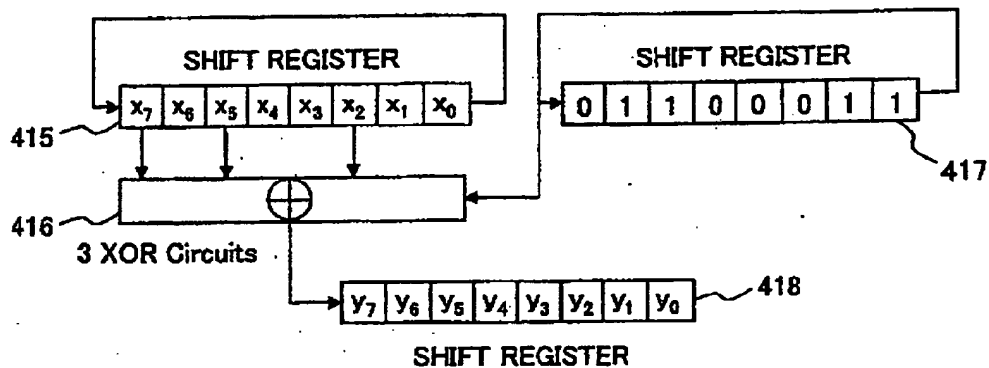 SHIFT REGISTER
SHIFT REGISTER
x₇ x₆ x₅ x₄ x₃ x₂ x₁ x₀
0 1 1 0 0 0 1 1
415
417
416
3 XOR Circuits
y₇ y₆ y₅ y₄ y₃ y₂ y₁ y₀
418
SHIFT REGISTER